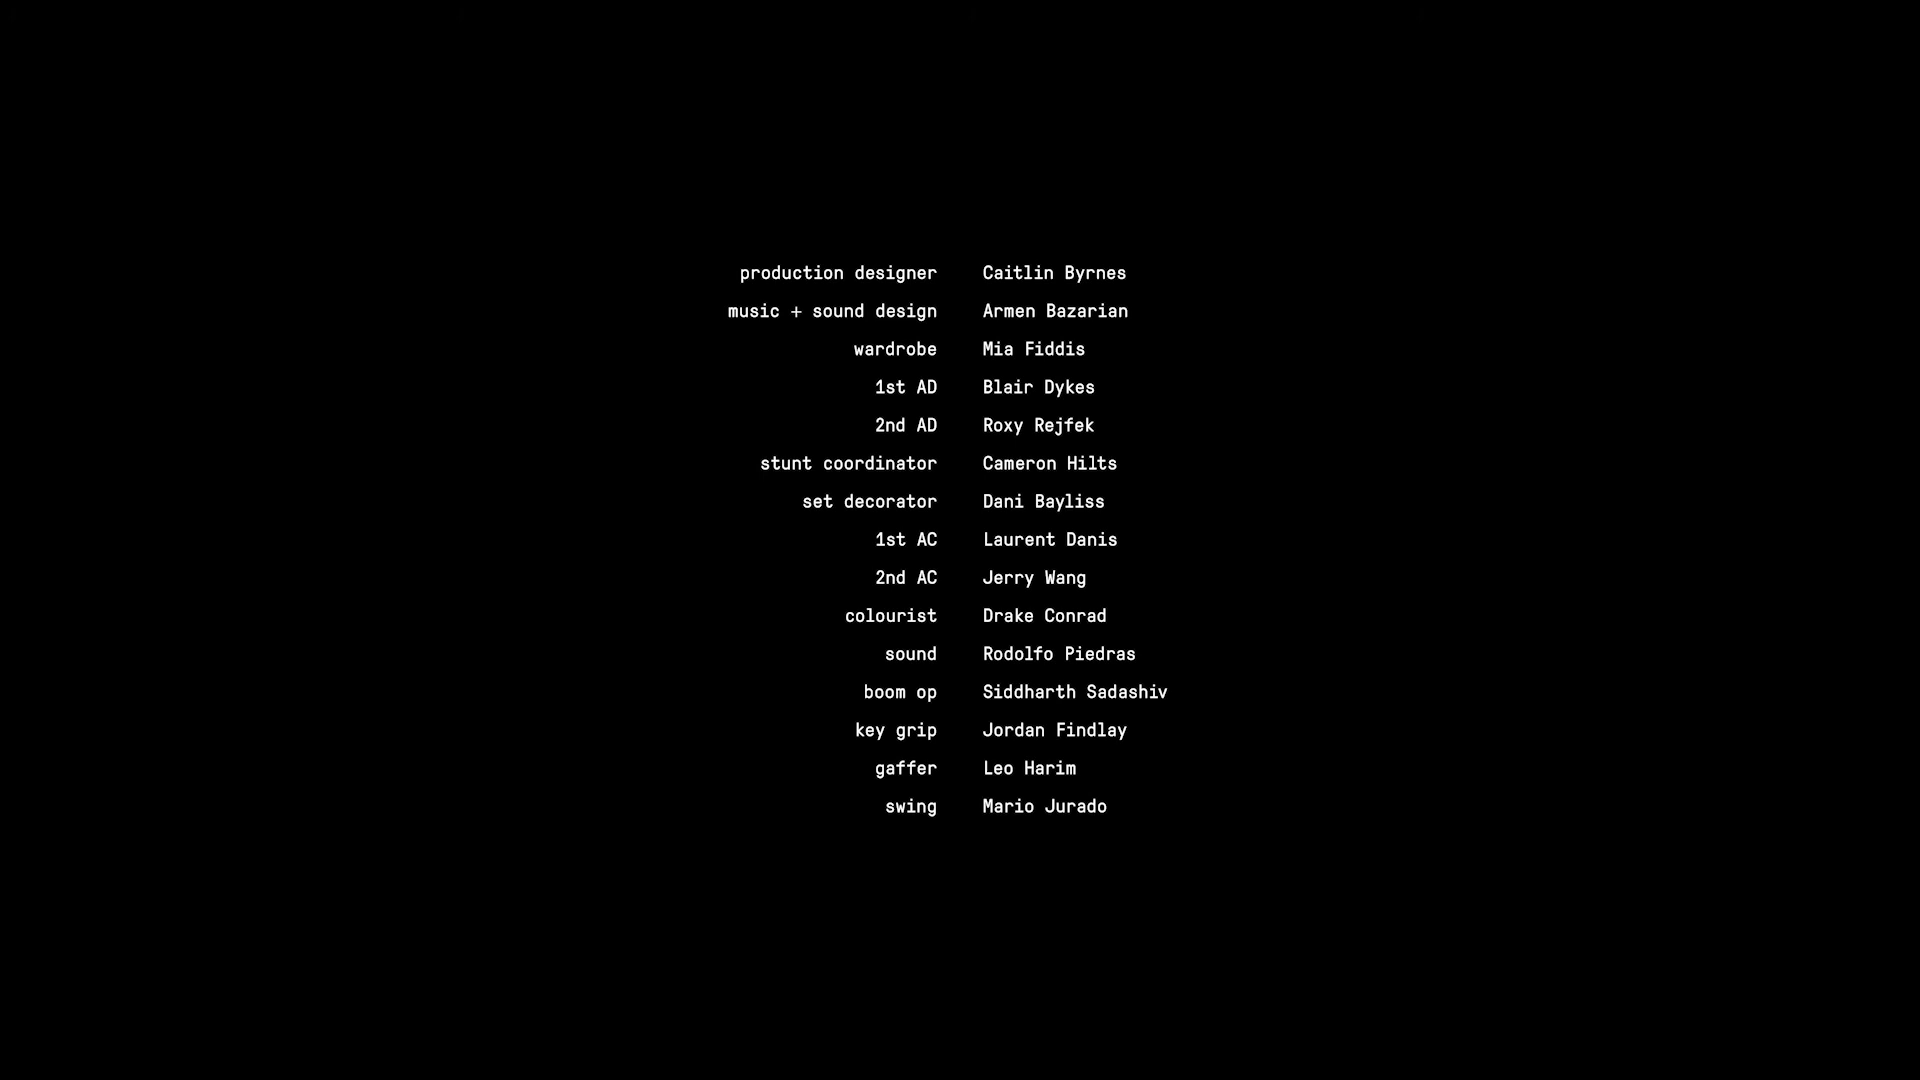 production designer Caitlin Byrnes
music + sound design Armen Bazarian
wardrobe Mia Fiddis
1st AD Blair Dykes
2nd AD Roxy Rejfek
stunt coordinator Cameron Hilts
set decorator Dani Bayliss
1st AC Laurent Danis
2nd AC Jerry Wang
colourist Drake Conrad
sound Rodolfo Piedras
boom op Siddharth Sadashiv
key grip Jordan Findlay
gaffer Leo Harim
swing Mario Jurado